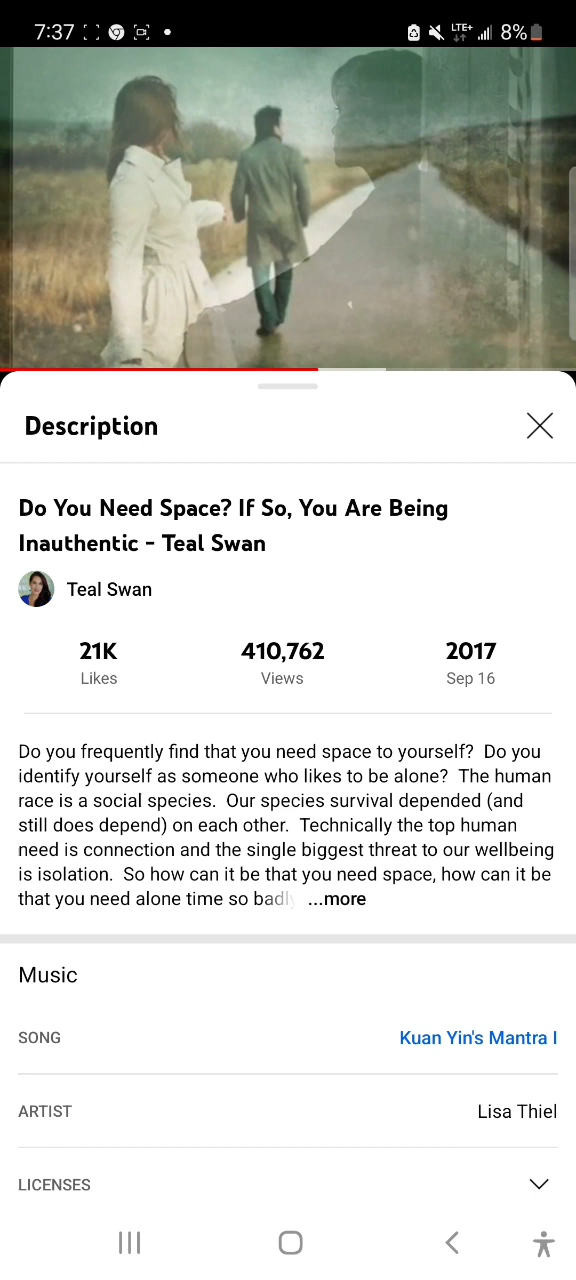 7:37 LTE+ 8%
Description
Do You Need Space? If So, You Are Being
Inauthentic - Teal Swan
Teal Swan
21K 410,762 2017
Likes Views Sep 16
Do you frequently find that you need space to yourself?  Do you
identify yourself as someone who likes to be alone?  The human
race is a social species.  Our species survival depended (and
still does depend) on each other.  Technically the top human
need is connection and the single biggest threat to our wellbeing
is isolation.  So how can it be that you need space, how can it be
that you need alone time so badly ...more
Music
SONG Kuan Yin's Mantra I
ARTIST Lisa Thiel
LICENSES